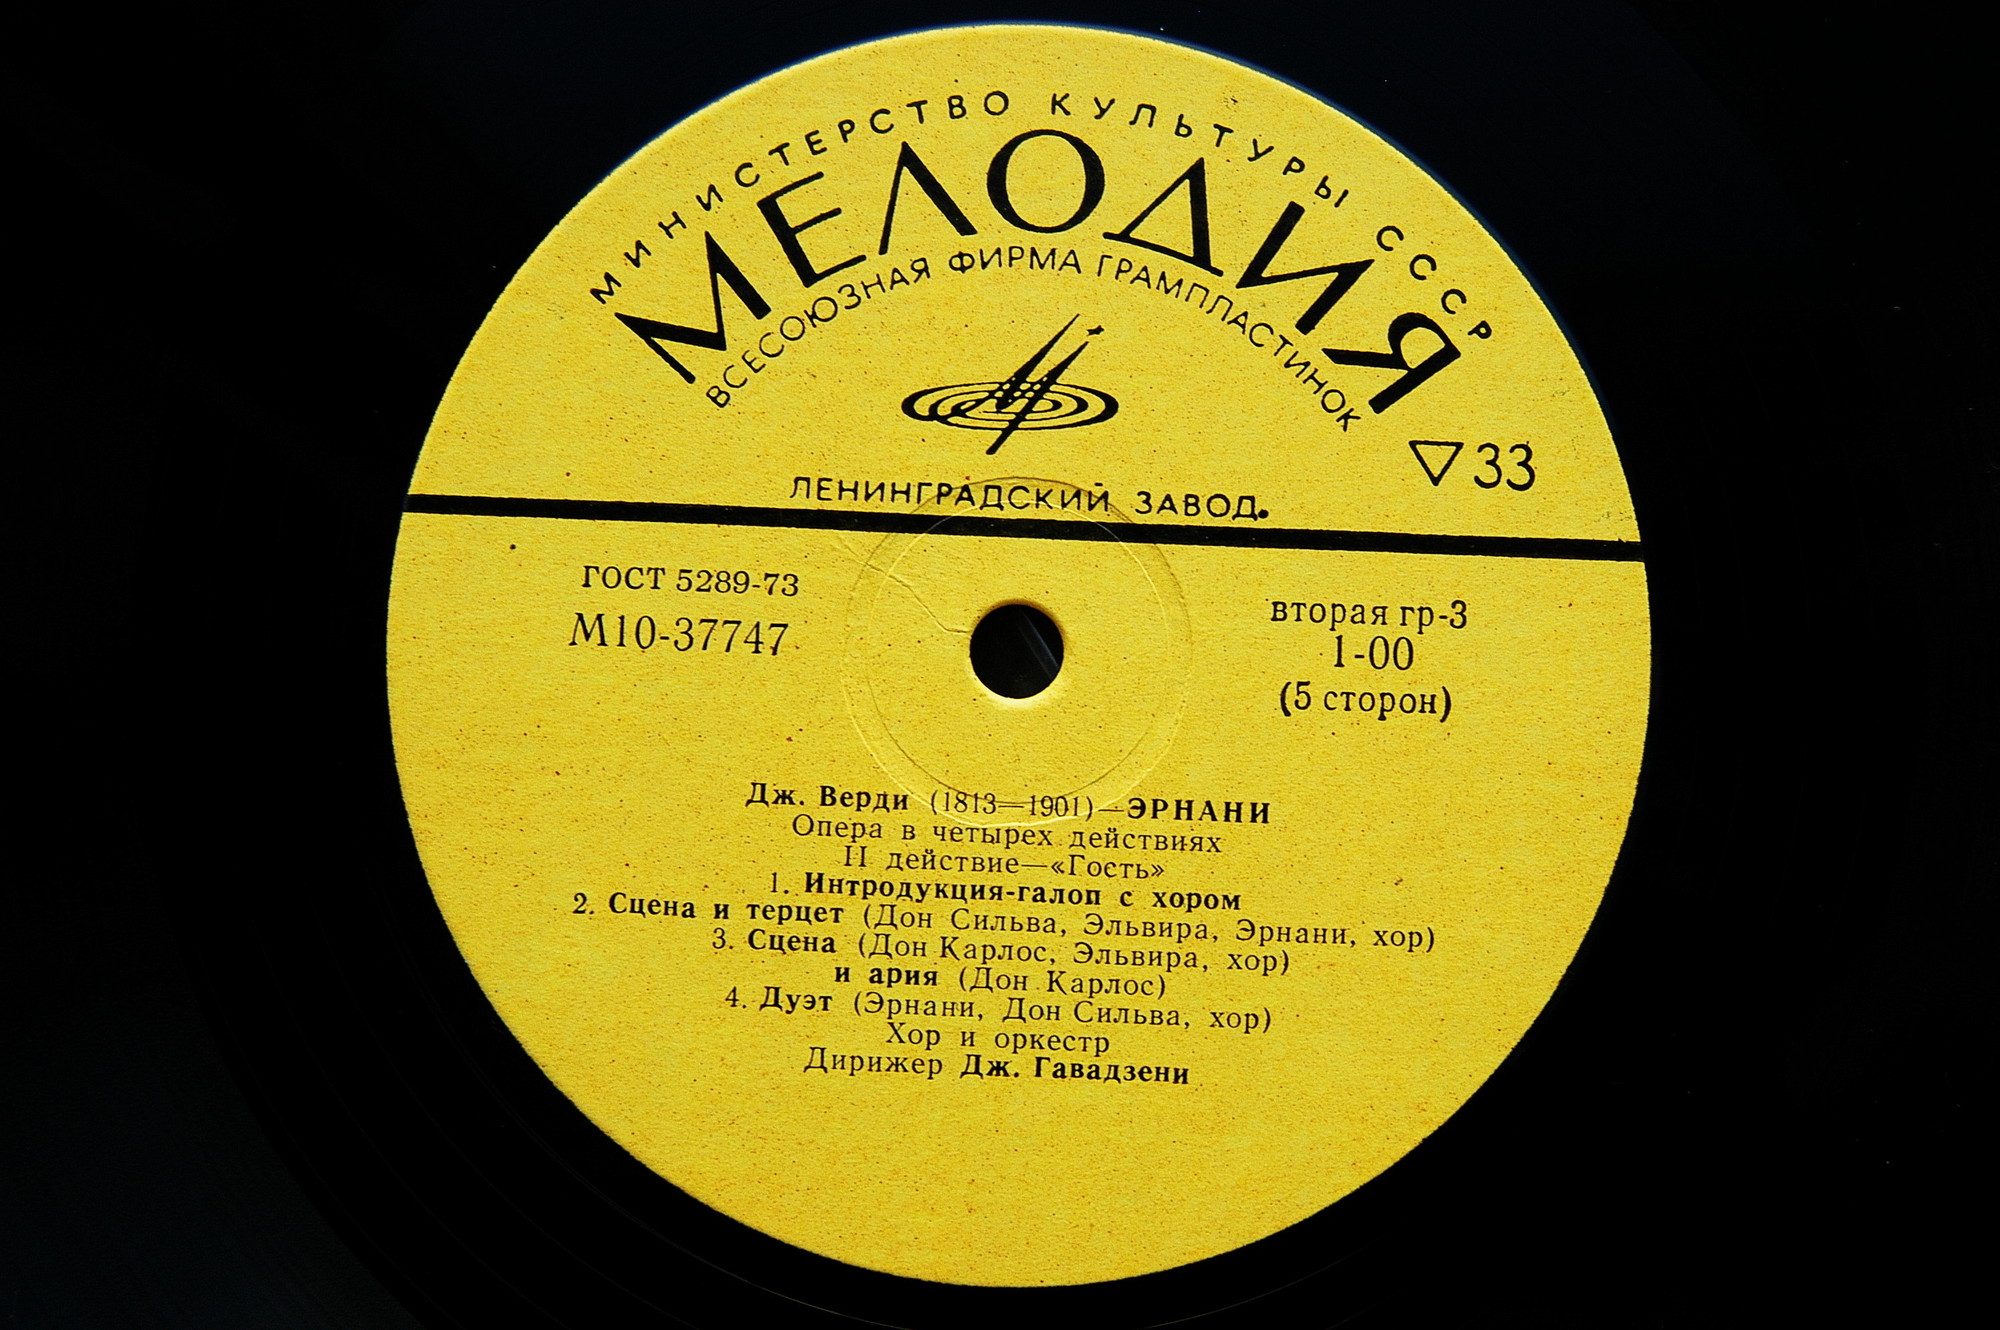 МИНИСТЕРСТВО КУЛЬТУРЫ СССР
МЕЛОДИЯ
ВСЕСОЮЗНАЯ ФИРМА ГРАМПЛАСТИНОК
33
ЛЕНИНГРАДСКИЙ ЗАВОД.
ГОСТ 5289-73
М10-37747
вторая гр-3
1-00
(5 сторон)
Дж. Верди (1813—1901)—ЭРНАНИ
Опера в четырех действиях
II действие—«Гость»
1. Интродукция-галоп с хором
2. Сцена и терцет (Дон Сильва, Эльвира, Эрнани, хор)
3. Сцена (Дон Карлос, Эльвира, хор)
и ария (Дон Карлос)
4. Дуэт (Эрнани, Дон Сильва, хор)
Хор и оркестр
Дирижер Дж. Гавадзени